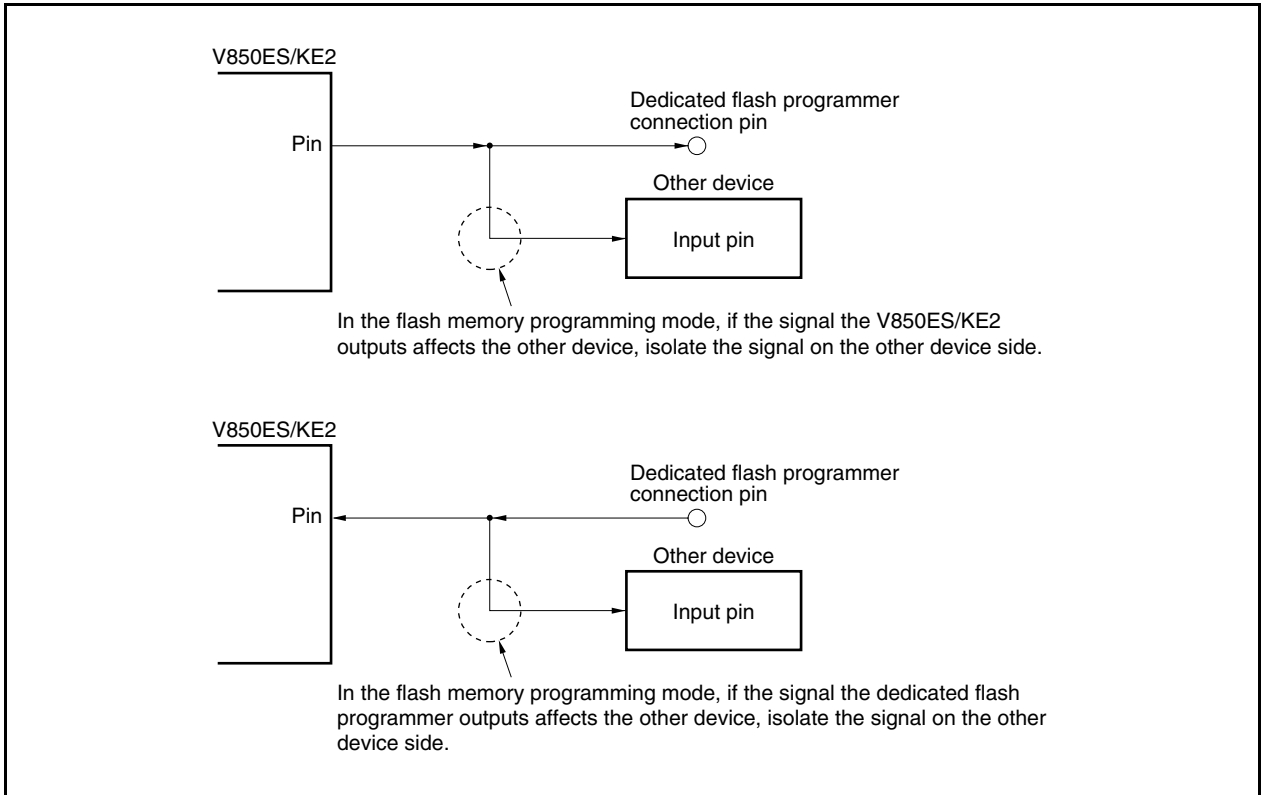 V850ES/KE2
Dedicated flash programmer
connection pin
Pin
Other device
Input pin
In the flash memory programming mode, if the signal the V850ES/KE2
outputs affects the other device, isolate the signal on the other device side.
V850ES/KE2
Dedicated flash programmer
connection pin
Pin
Other device
Input pin
In the flash memory programming mode, if the signal the dedicated flash
programmer outputs affects the other device, isolate the signal on the other
device side.